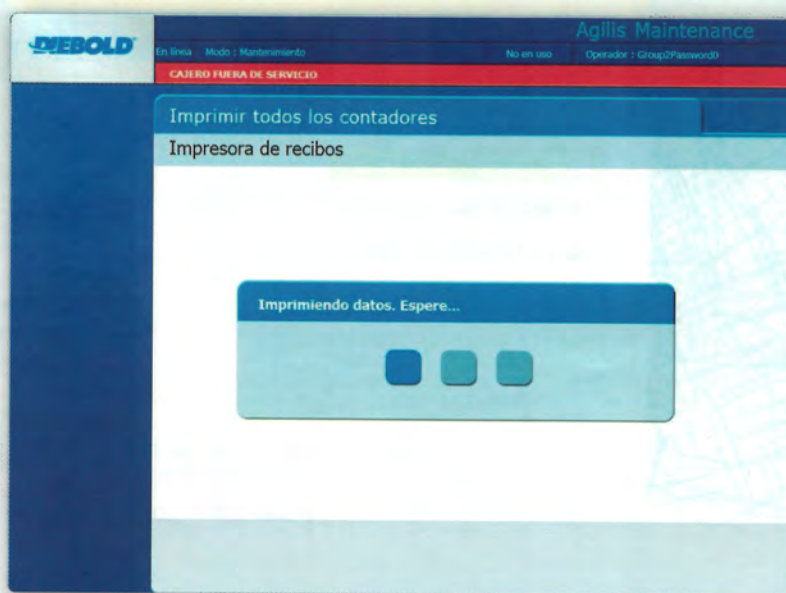 DIEBOLD
Agilis Maintenance
En línea Modo : Mantenimiento No en uso Operador : Group2Password0
CAJERO FUERA DE SERVICIO
Imprimir todos los contadores
Impresora de recibos
Imprimiendo datos. Espere...